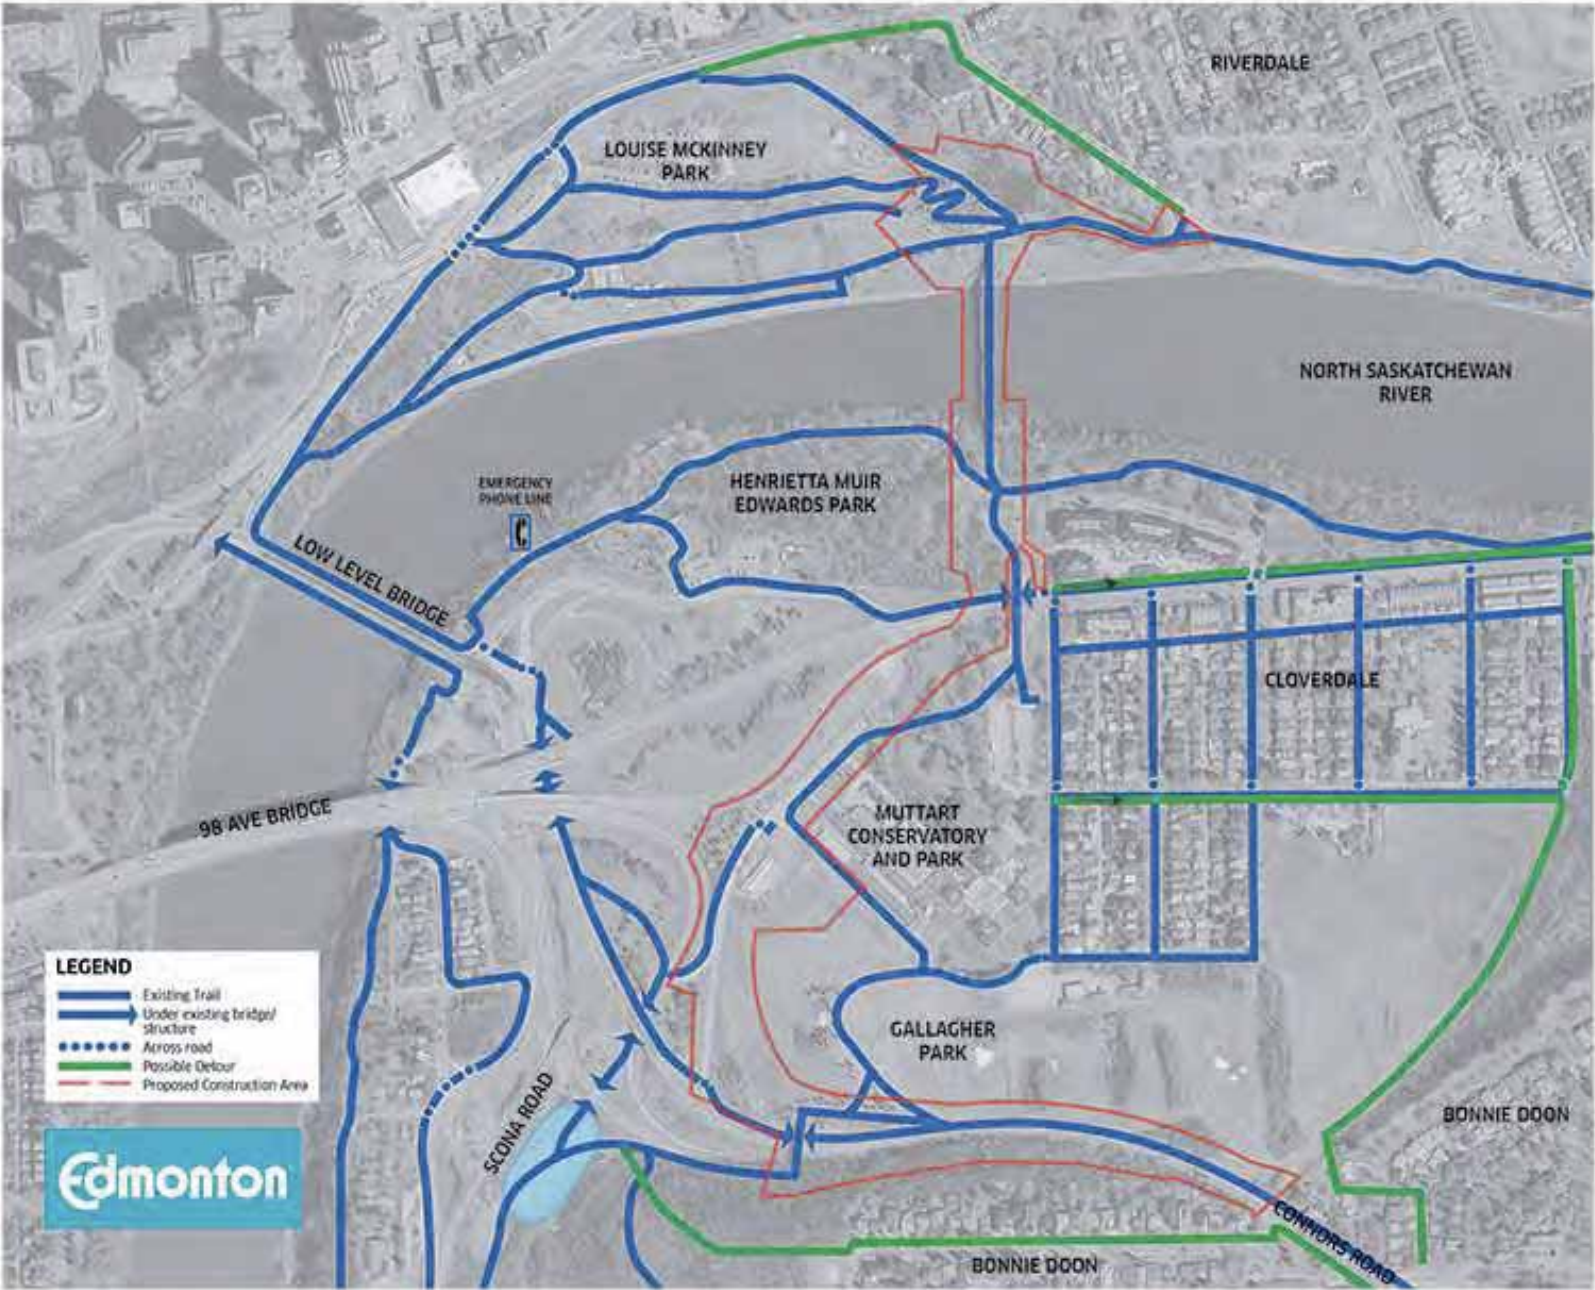 RIVERDALE
LOUISE MCKINNEY
PARK
NORTH SASKATCHEWAN
RIVER
EMERGENCY
PHONE LINE
HENRIETTA MUIR
EDWARDS PARK
LOW LEVEL BRIDGE
CLOVERDALE
98 AVE BRIDGE
MUTTART
CONSERVATORY
AND PARK
LEGEND
Existing Trail
Under existing bridge/
structure
Across road
Possible Detour
Proposed Construction Area
GALLAGHER
PARK
SCONA ROAD
BONNIE DOON
Edmonton
CONNORS ROAD
BONNIE DOON